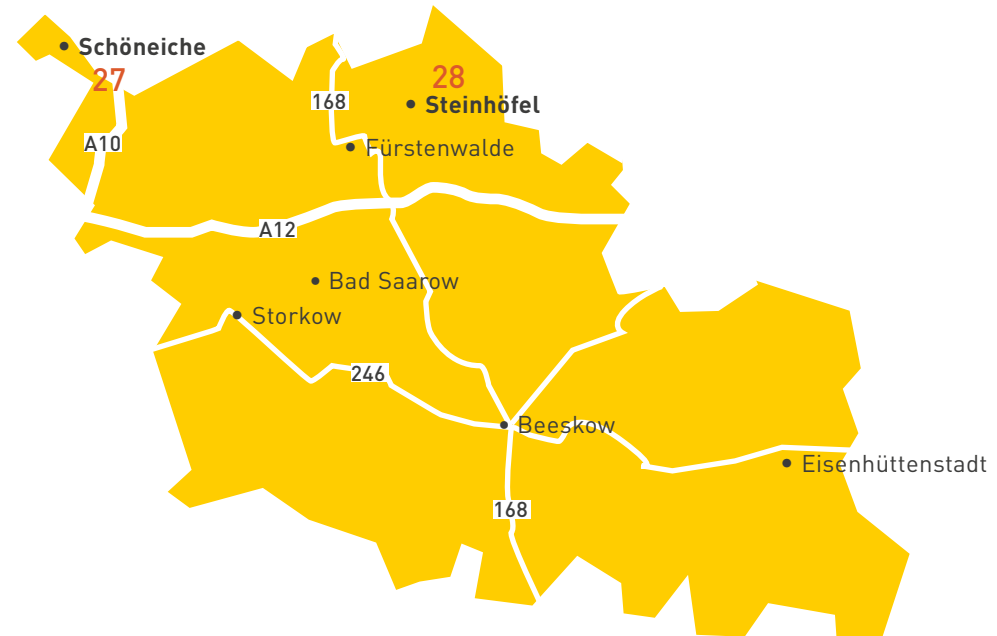 Schöneiche
27
28
168
Steinhöfel
A10
Fürstenwalde
A12
Bad Saarow
Storkow
246
Beeskow
Eisenhüttenstadt
168